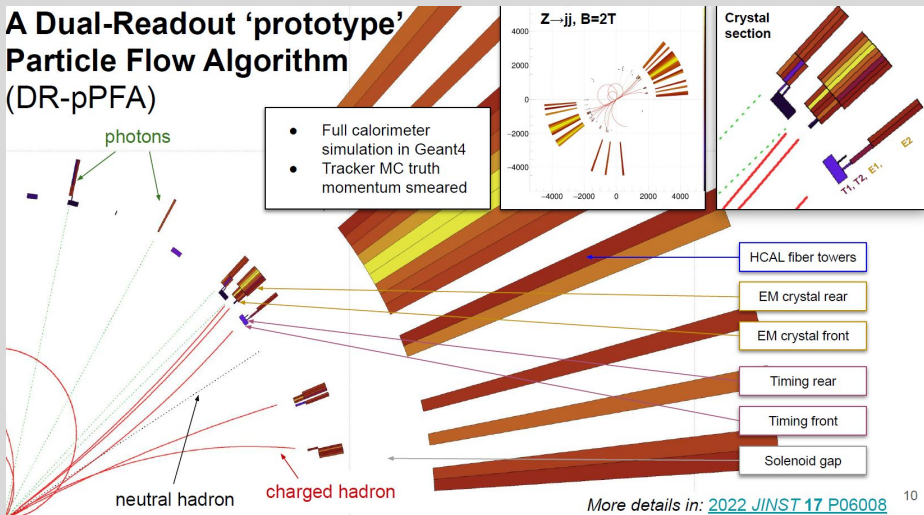 A Dual-Readout ‘prototype’
Particle Flow Algorithm
(DR-pPFA)
photons
● Full calorimeter
simulation in Geant4
● Tracker MC truth
momentum smeared
Z→jj, B=2T
4000
2000
0
−2000
−4000
−4000 −2000 0 2000 4000
Crystal
section
T1, T2, E1, E2
HCAL fiber towers
EM crystal rear
EM crystal front
Timing rear
Timing front
Solenoid gap
neutral hadron
charged hadron
More details in: 2022 JINST 17 P06008
10